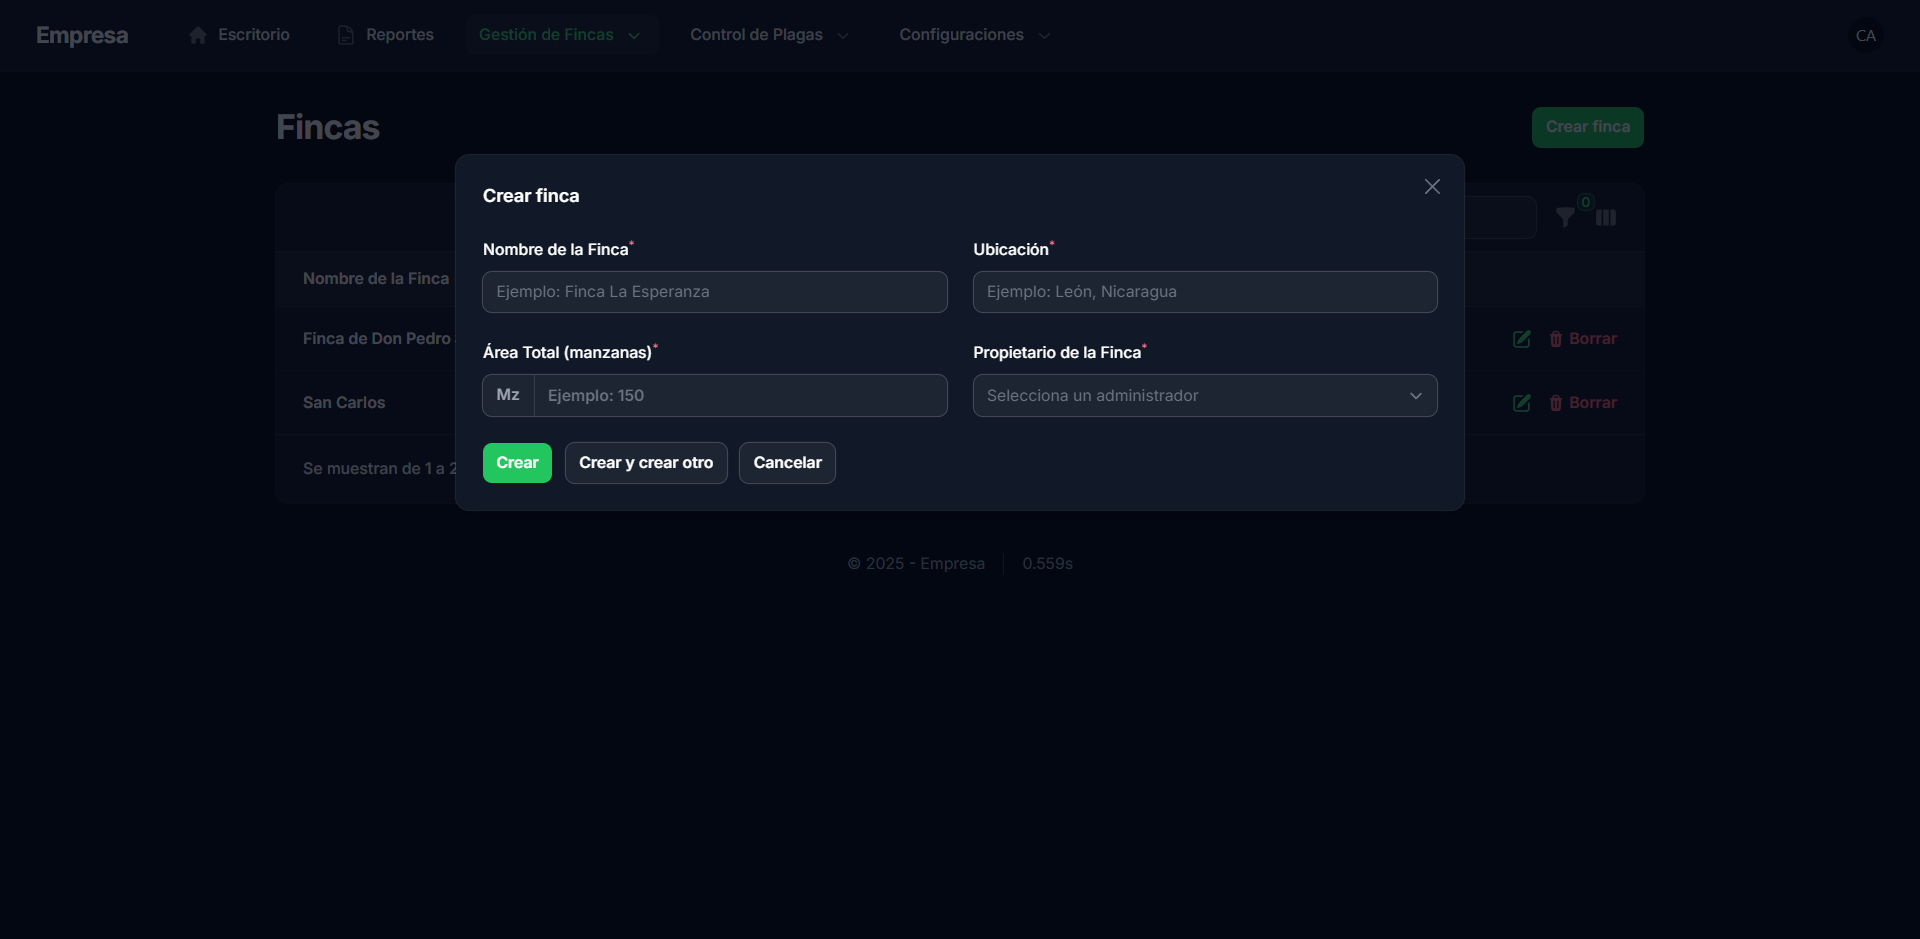 Empresa Escritorio Reportes Gestión de Fincas Control de Plagas Configuraciones CA
Fincas Crear finca
Crear finca
0
Nombre de la Finca* Ubicación*
Nombre de la Finca
Ejemplo: Finca La Esperanza Ejemplo: León, Nicaragua
Finca de Don Pedro Borrar
Área Total (manzanas)* Propietario de la Finca*
Mz Ejemplo: 150 Selecciona un administrador
San Carlos Borrar
Crear Crear y crear otro Cancelar
Se muestran de 1 a 2
© 2025 - Empresa 0.559s